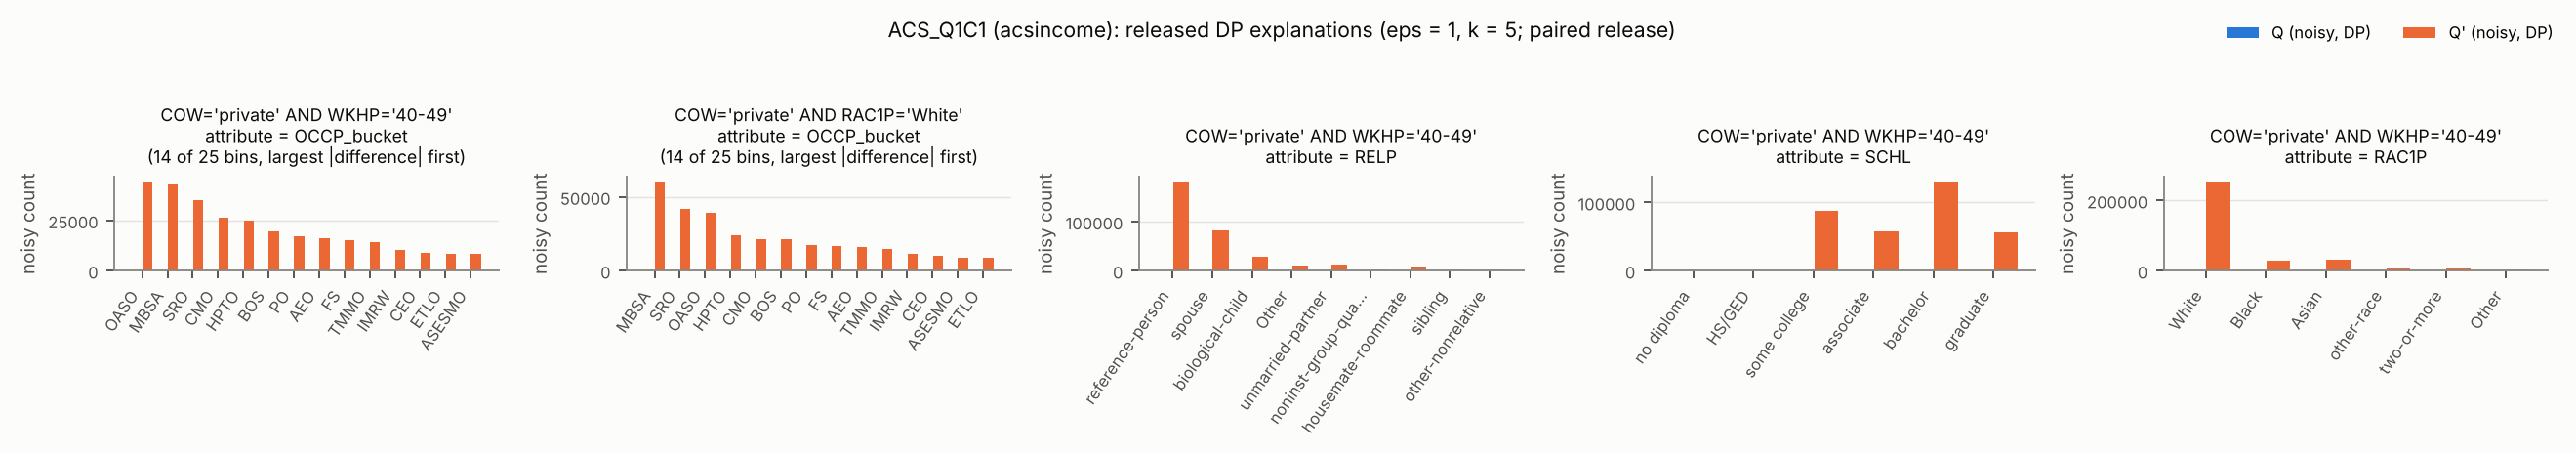 ACS_Q1C1 (acsincome): released DP explanations (eps = 1, k = 5; paired release)
Q (noisy, DP)
Q' (noisy, DP)
COW='private' AND WKHP='40-49'
attribute = OCCP_bucket
(14 of 25 bins, largest |difference| first)
noisy count
25000
0
OASO
MBSA
SRO
CMO
HPTO
BOS
PO
AEO
FS
TMMO
IMRW
CEO
ETLO
ASESMO
COW='private' AND RAC1P='White'
attribute = OCCP_bucket
(14 of 25 bins, largest |difference| first)
noisy count
50000
0
MBSA
SRO
OASO
HPTO
CMO
BOS
PO
FS
AEO
TMMO
IMRW
CEO
ASESMO
ETLO
COW='private' AND WKHP='40-49'
attribute = RELP
noisy count
100000
0
reference-person
spouse
biological-child
Other
unmarried-partner
noninst-group-qua...
housemate-roommate
sibling
other-nonrelative
COW='private' AND WKHP='40-49'
attribute = SCHL
noisy count
100000
0
no diploma
HS/GED
some college
associate
bachelor
graduate
COW='private' AND WKHP='40-49'
attribute = RAC1P
noisy count
200000
0
White
Black
Asian
other-race
two-or-more
Other